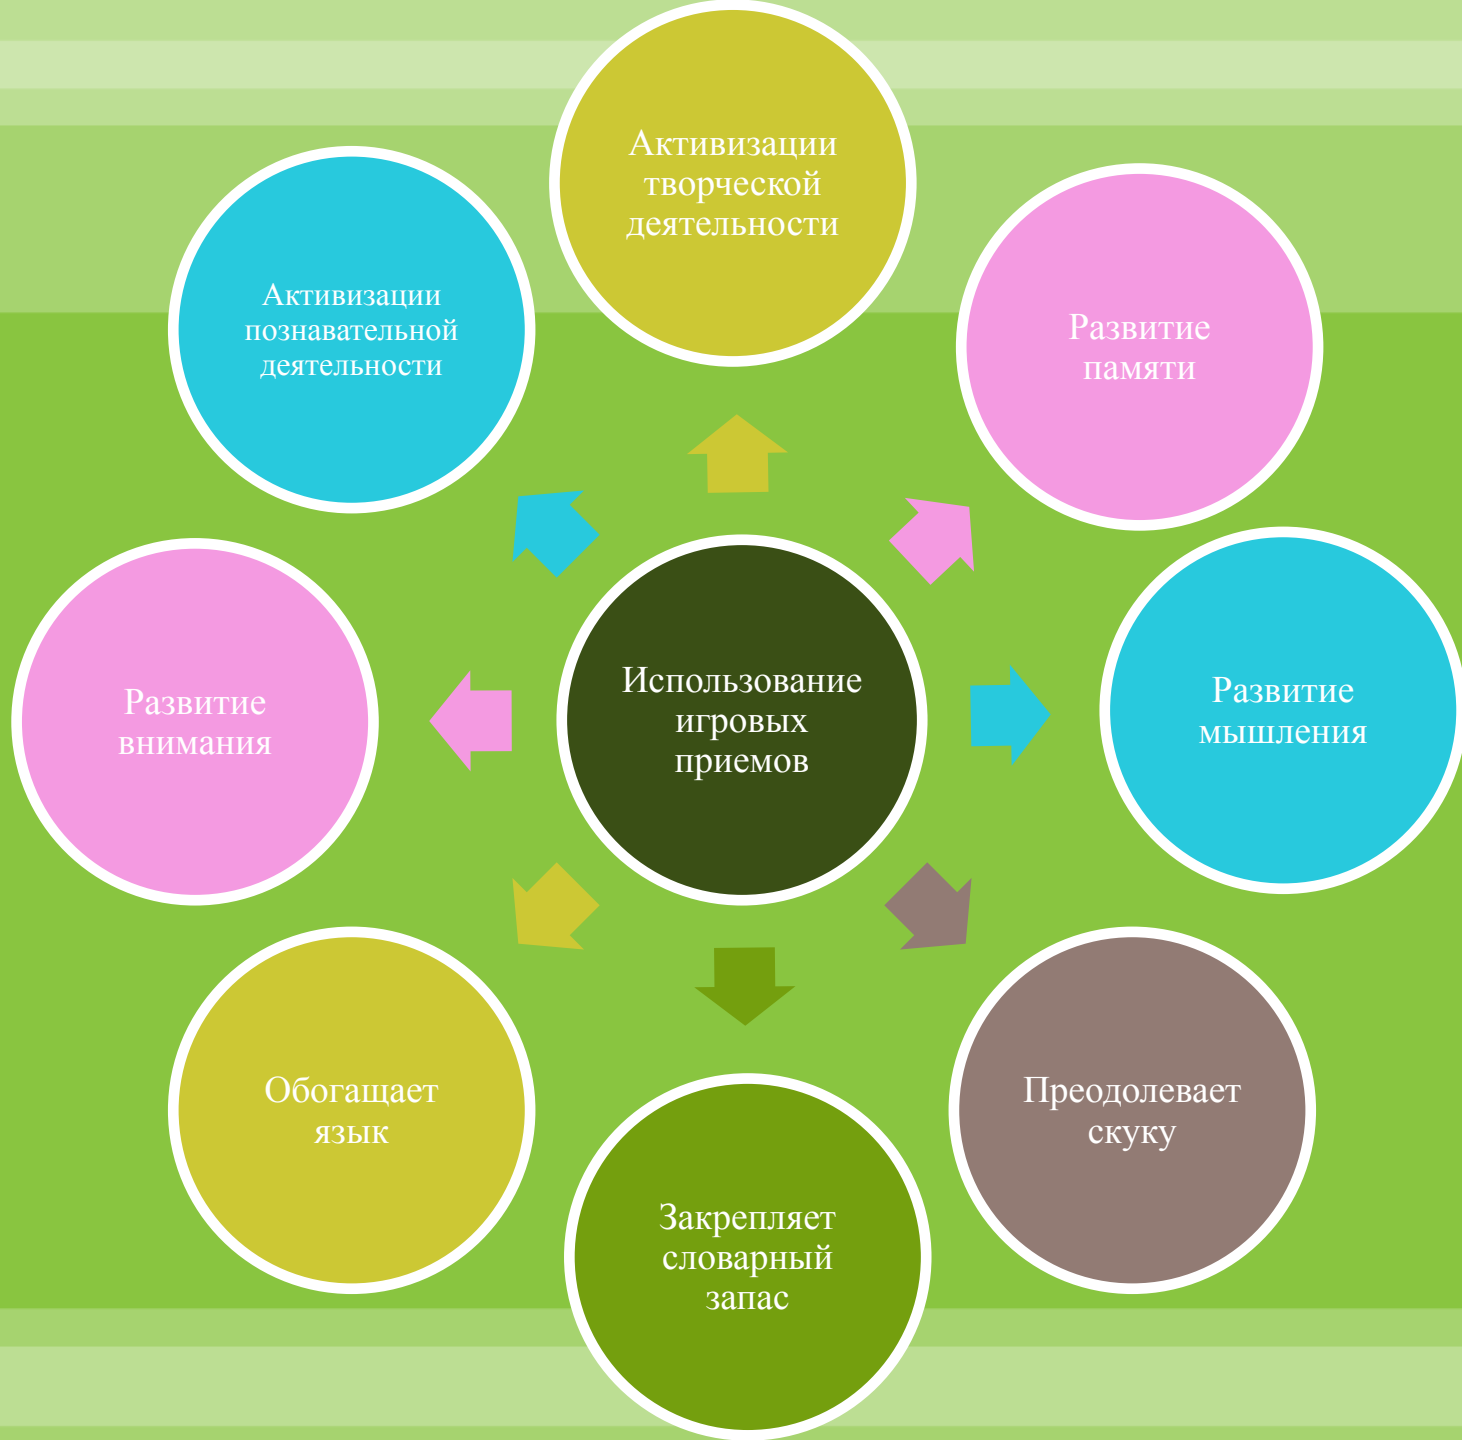 Активизации
творческой
деятельности
Развитие
памяти
Активизации
познавательной
деятельности
Использование
игровых
приемов
Развитие
внимания
Развитие
мышления
Обогащает
язык
Преодолевает
скуку
Закрепляет
словарный
запас